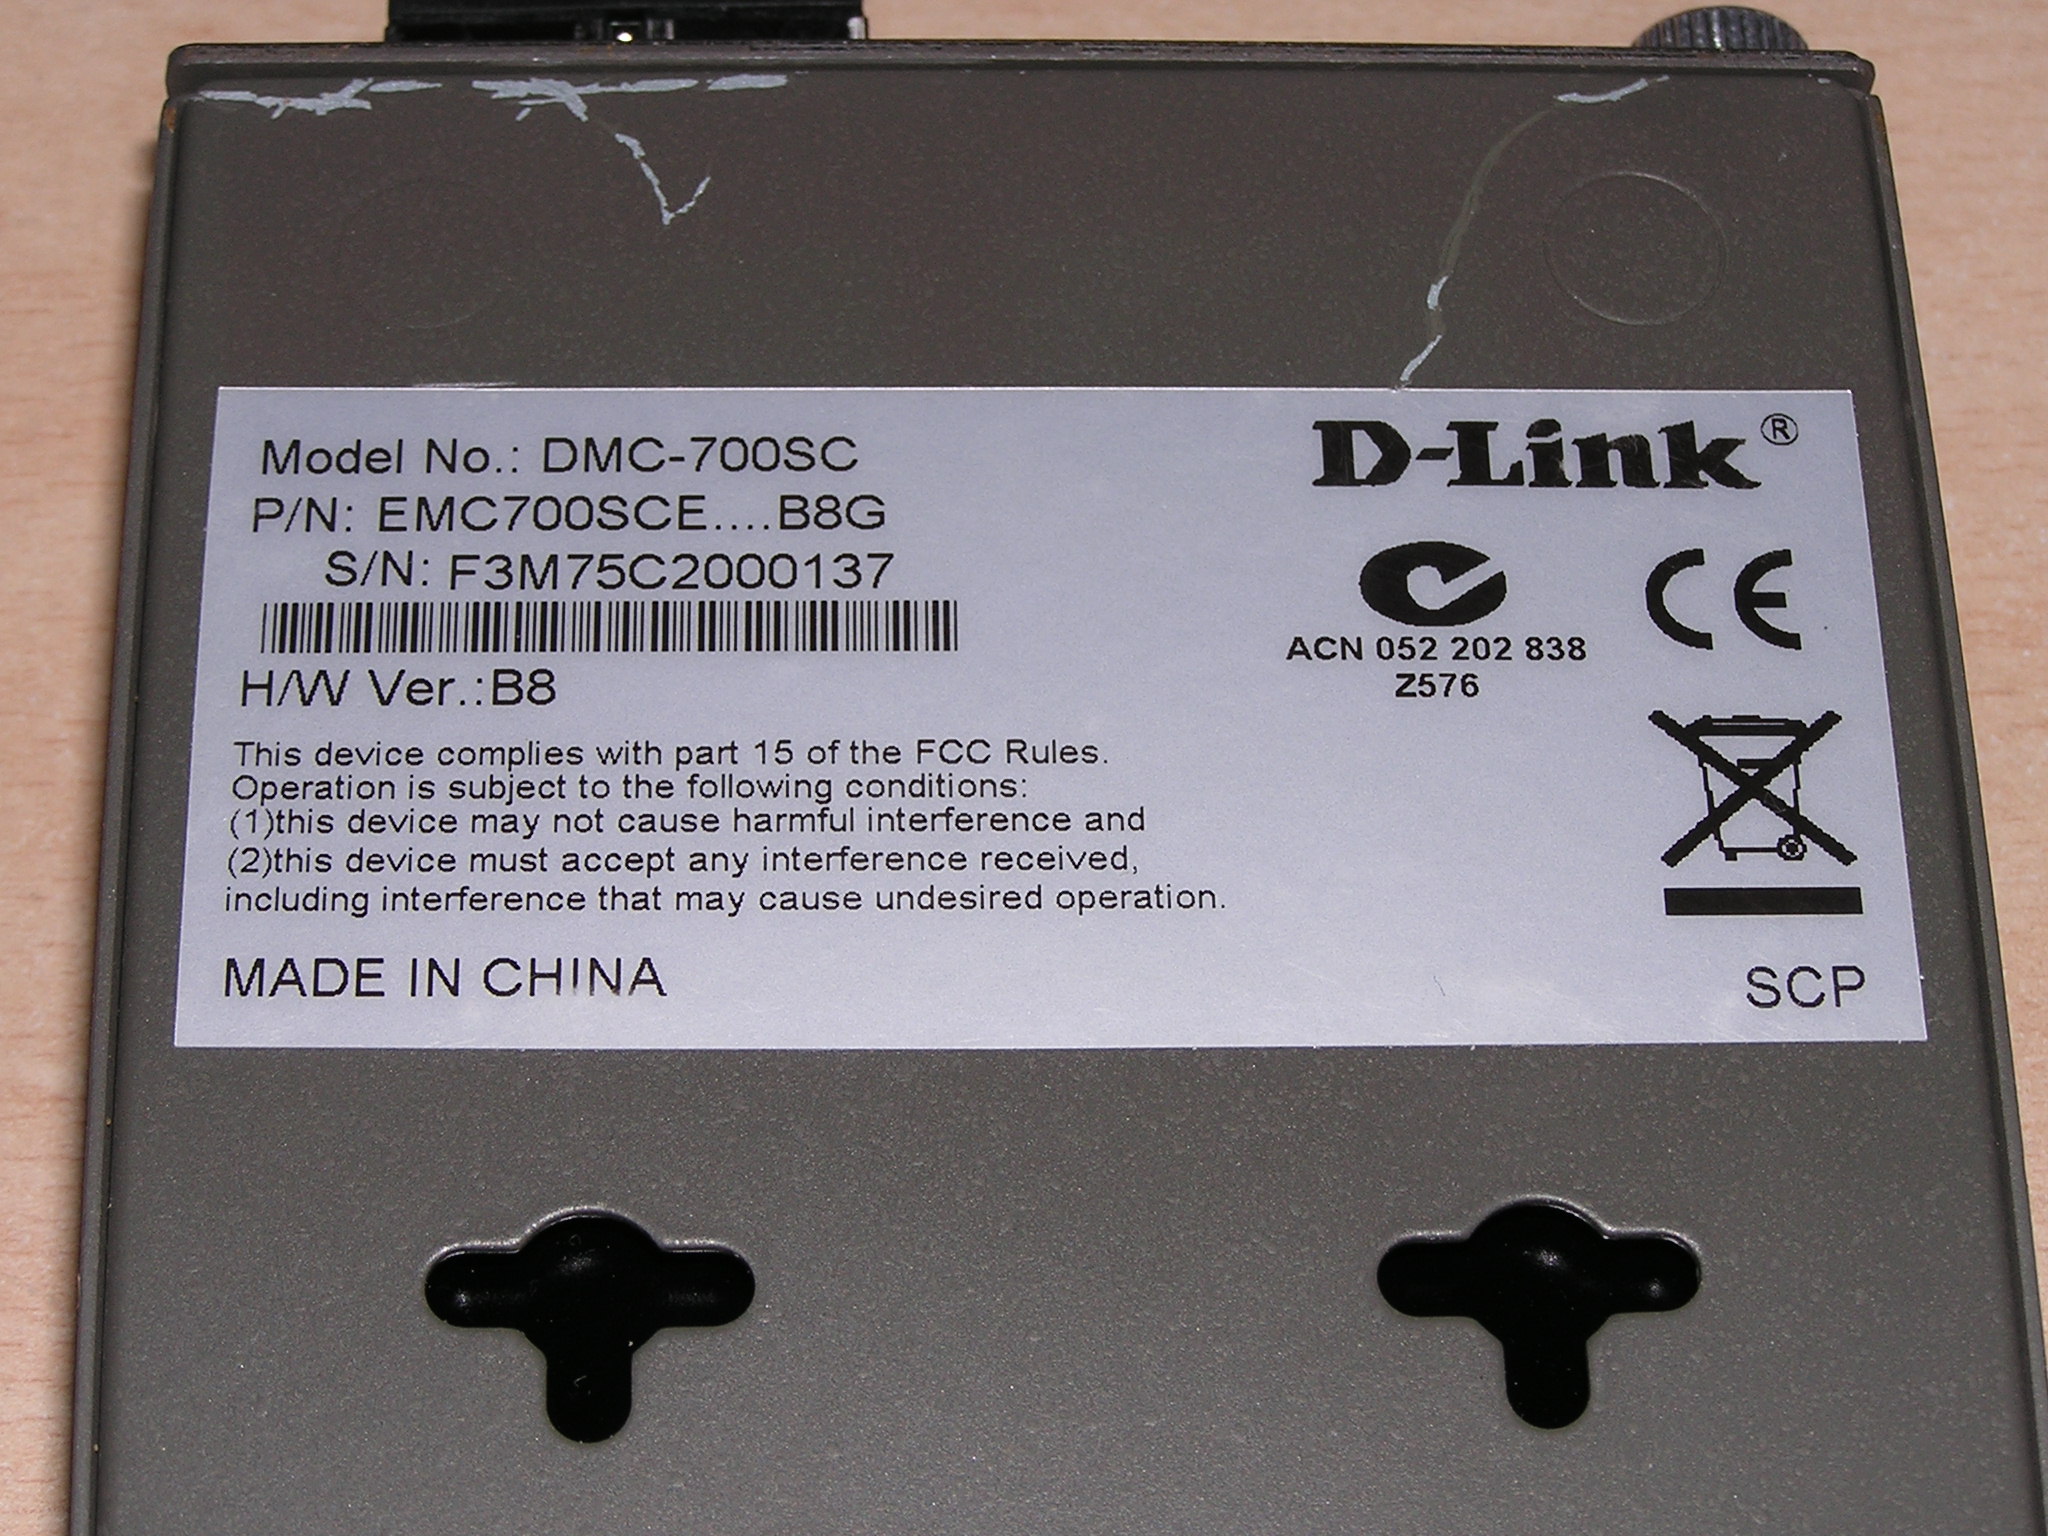 Model No.: DMC-700SC
P/N: EMC700SCE....B8G
S/N: F3M75C2000137
H/W Ver.:B8
This device complies with part 15 of the FCC Rules.
Operation is subject to the following conditions:
(1)this device may not cause harmful interference and
(2)this device must accept any interference received,
including interference that may cause undesired operation.
MADE IN CHINA
D-Link®
CE
ACN 052 202 838
Z576
SCP